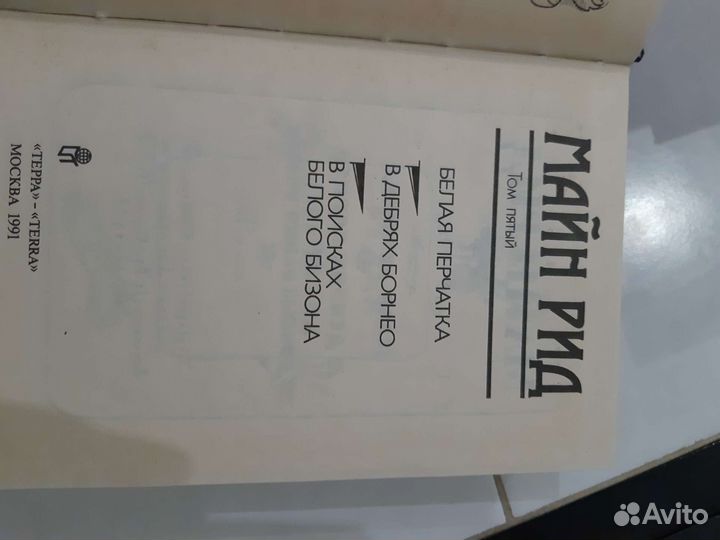 МАЙН РИД
Том пятый
БЕЛАЯ ПЕРЧАТКА
В ДЕБРЯХ БОРНЕО
В ПОИСКАХ
БЕЛОГО БИЗОНА
«ТЕРРА» – «TERRA»
МОСКВА 1991
Avito